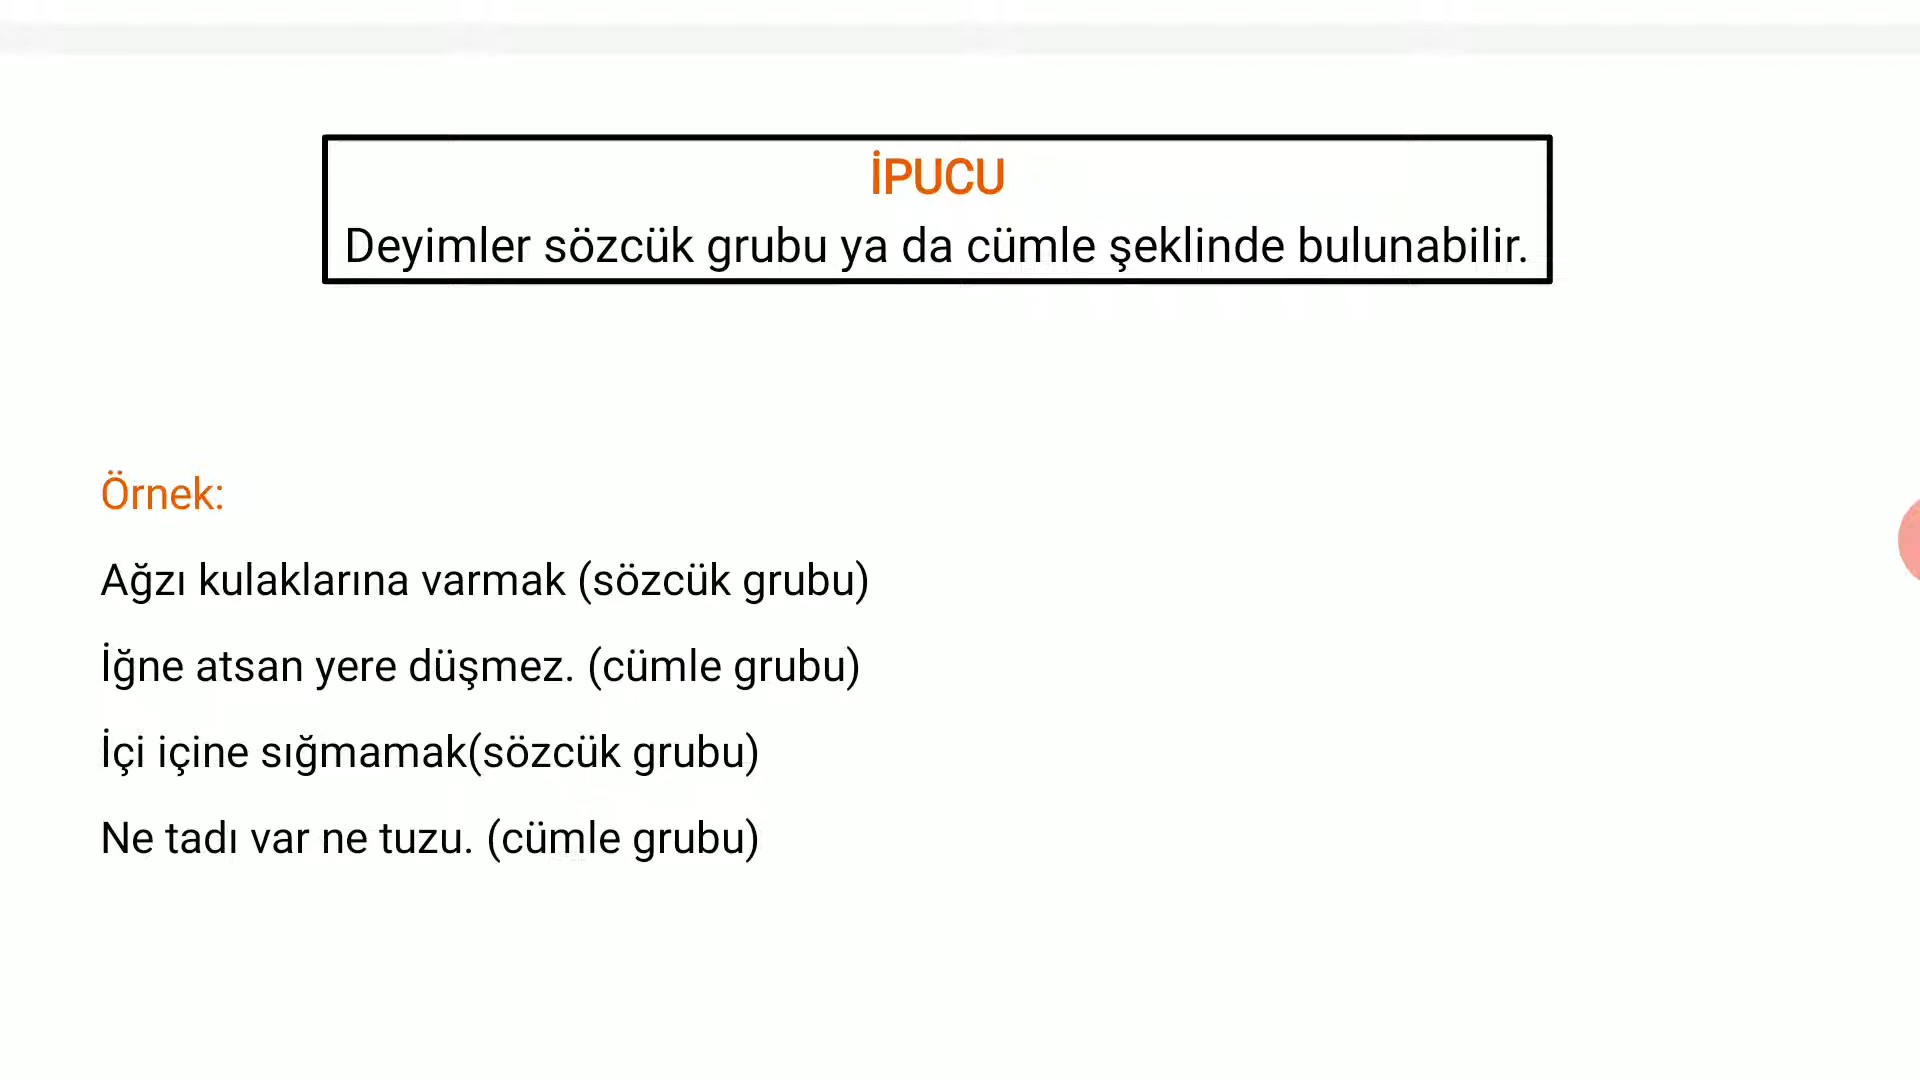 İPUCU
Deyimler sözcük grubu ya da cümle şeklinde bulunabilir.
Örnek:
Ağzı kulaklarına varmak (sözcük grubu)
İğne atsan yere düşmez. (cümle grubu)
İçi içine sığmamak(sözcük grubu)
Ne tadı var ne tuzu. (cümle grubu)